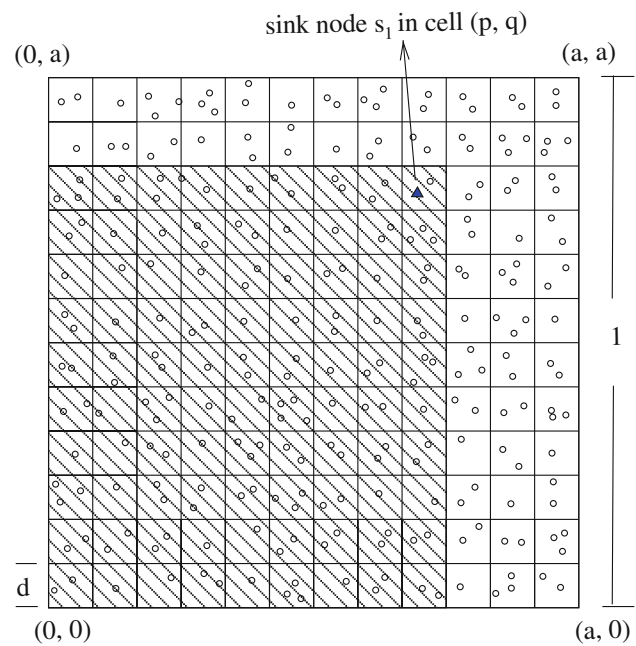 sink node s₁ in cell (p, q)
(0, a)
(a, a)
1
d
(0, 0)
(a, 0)